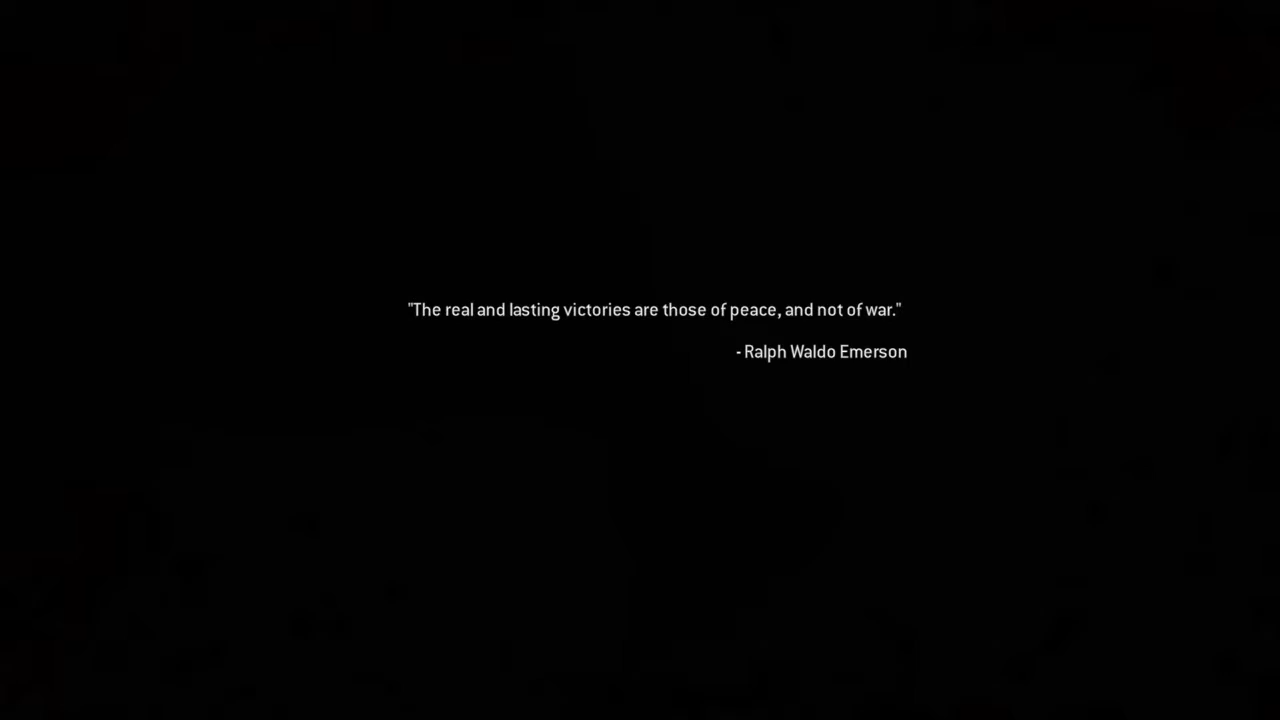 "The real and lasting victories are those of peace, and not of war."
- Ralph Waldo Emerson